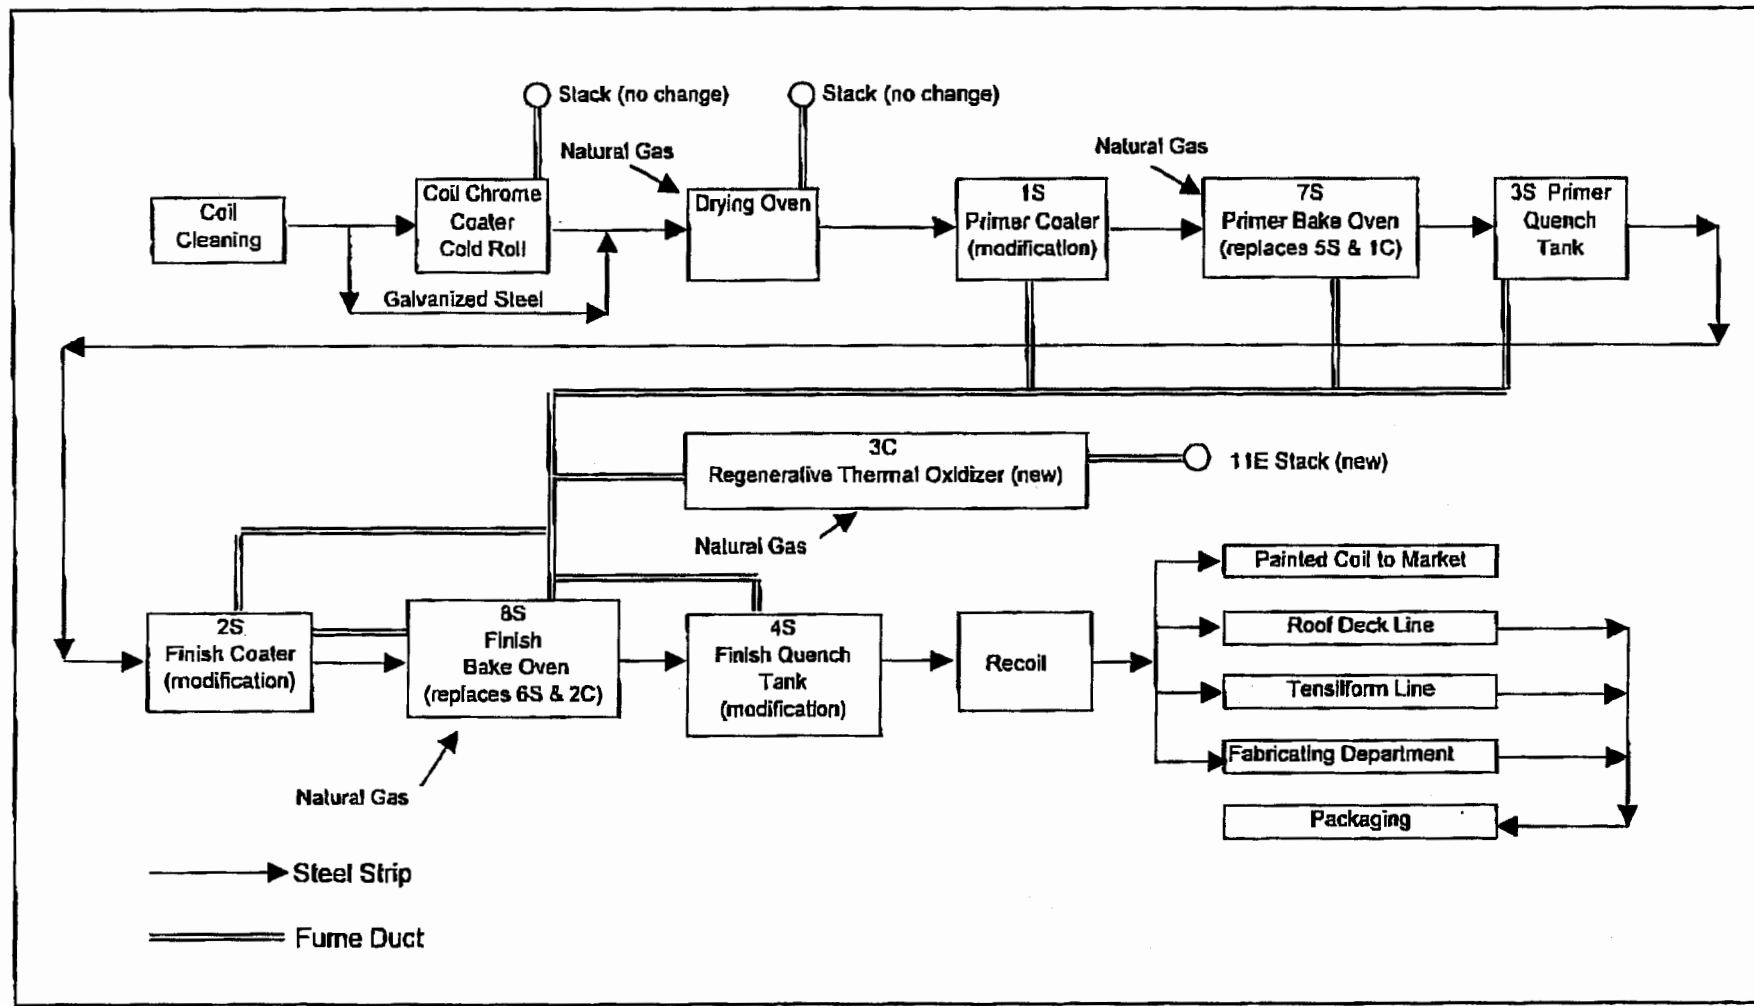 Stack (no change)
Stack (no change)
Natural Gas
Natural Gas
Coil
Cleaning
Coil Chrome
Coater
Cold Roll
Galvanized Steel
Drying Oven
1S
Primer Coater
(modification)
7S
Primer Bake Oven
(replaces 5S & 1C)
3S Primer
Quench
Tank
3C
Regenerative Thermal Oxidizer (new)
11E Stack (new)
Natural Gas
2S
Finish Coater
(modification)
8S
Finish
Bake Oven
(replaces 6S & 2C)
4S
Finish Quench
Tank
(modification)
Recoil
Painted Coil to Market
Roof Deck Line
Tensilform Line
Fabricating Department
Packaging
Natural Gas
Steel Strip
Fume Duct